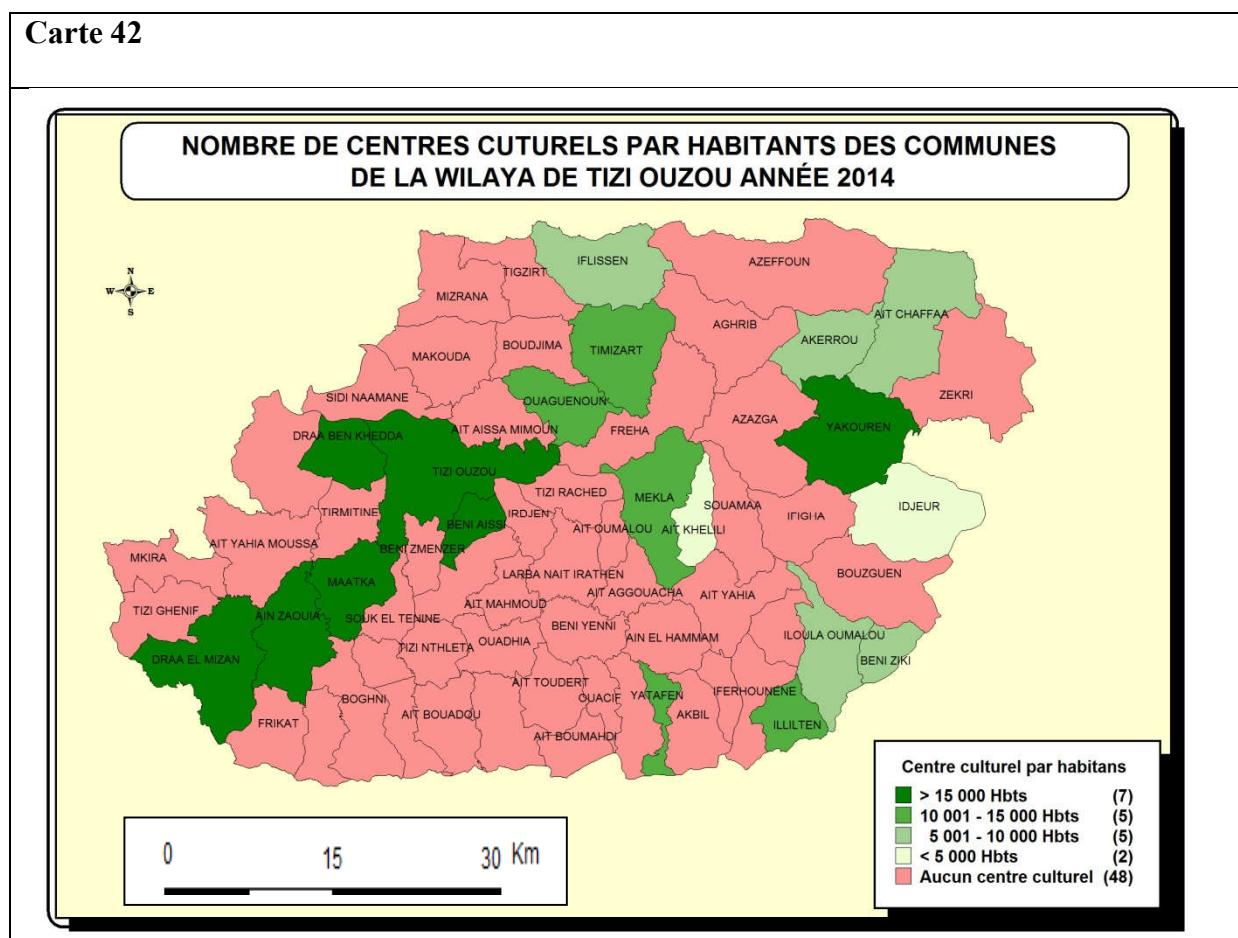 Carte 42
NOMBRE DE CENTRES CUTURELS PAR HABITANTS DES COMMUNES
DE LA WILAYA DE TIZI OUZOU ANNÉE 2014
N
W E
S
IFLISSEN
AZEFFOUN
TIGZIRT
MIZRANA
AIT CHAFFAA
AGHRIB
AKERROU
BOUDJIMA
TIMIZART
MAKOUDA
ZEKRI
SIDI NAAMANE
OUAGUENOUN
AZAZGA
YAKOUREN
AIT AISSA MIMOUN
FREHA
DRAA BEN KHEDDA
TIZI OUZOU
TIZI RACHED
MEKLA
SOUAMAA
IDJEUR
TIRMITINE
IRDJEN
BENI AISSI
AIT OUMALOU
AIT KHELILI
IFIGHA
AIT YAHIA MOUSSA
BENI ZMENZER
MKIRA
MAATKA
LARBA NAIT IRATHEN
BOUZGUEN
AIT AGGOUACHA
AIT YAHIA
TIZI GHENIF
AIN ZAOUIA
SOUK EL TENINE
AIT MAHMOUD
BENI YENNI
AIN EL HAMMAM
ILOULA OUMALOU
OUADHIA
TIZI NTHLETA
DRAA EL MIZAN
BENI ZIKI
AIT TOUDERT
OUACIF
YATAFEN
IFERHOUNENE
BOGHNI
AIT BOUADOU
AKBIL
FRIKAT
ILLILTEN
AIT BOUMAHDI
Centre culturel par habitans
> 15 000 Hbts (7)
10 001 - 15 000 Hbts (5)
5 001 - 10 000 Hbts (5)
< 5 000 Hbts (2)
Aucun centre culturel (48)
0 15 30 Km